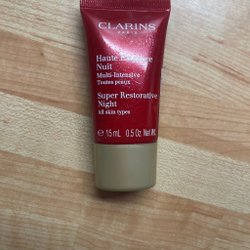 CLARINS
PARIS
Haute Exigence
Nuit
Multi-Intensive
Toutes peaux
Super Restorative
Night
All skin types
e 15 mL 0.5 Oz. Net Wt.